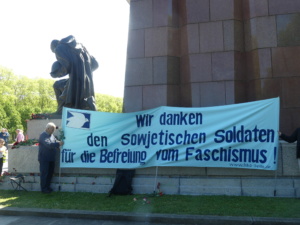 Wir danken
den sowjetischen Soldaten
für die Befreiung vom Faschismus !